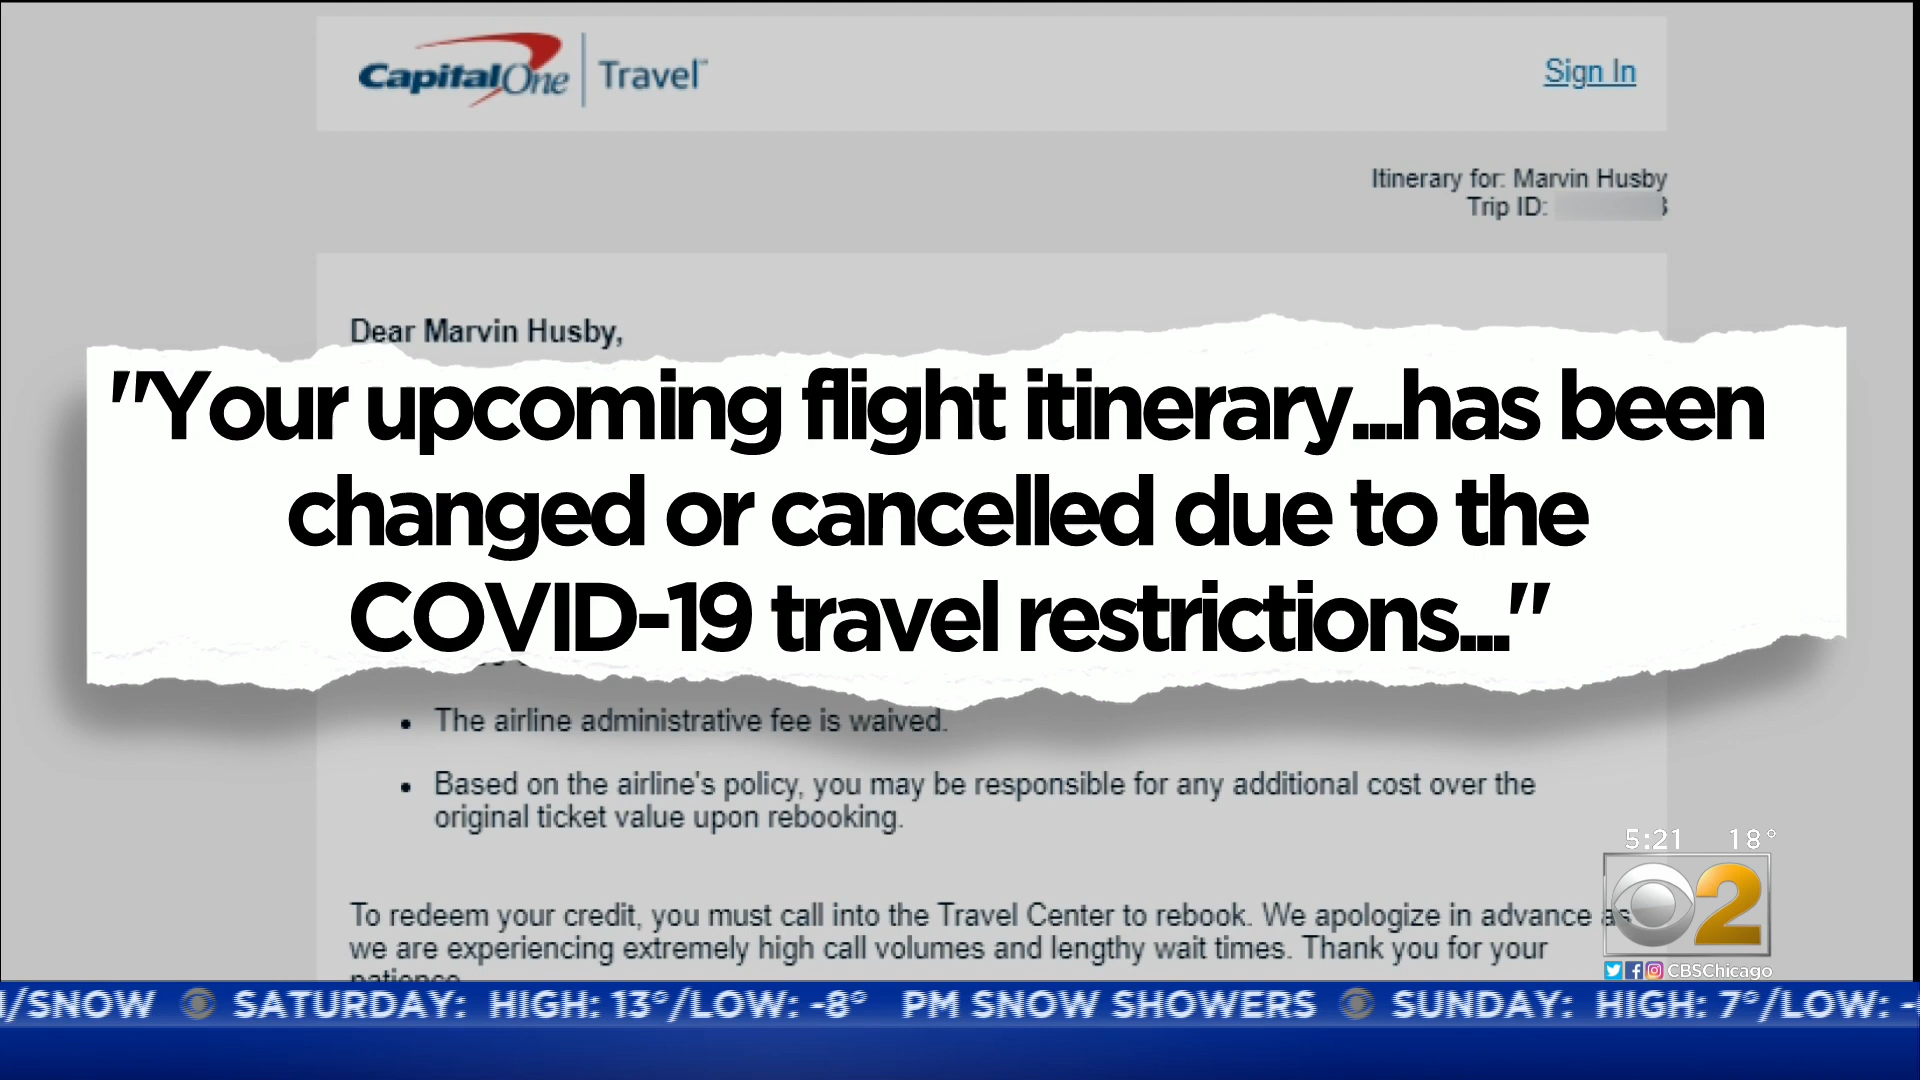 CapitalOne Travel™
Sign In
Itinerary for: Marvin Husby
Trip ID:
Dear Marvin Husby,
"Your upcoming flight itinerary...has been
changed or cancelled due to the
COVID-19 travel restrictions..."
• The airline administrative fee is waived.
• Based on the airline's policy, you may be responsible for any additional cost over the
original ticket value upon rebooking.
To redeem your credit, you must call into the Travel Center to rebook. We apologize in advance as
we are experiencing extremely high call volumes and lengthy wait times. Thank you for your
patience.
5:21 18°
2
CBSChicago
/SNOW SATURDAY: HIGH: 13°/LOW: -8° PM SNOW SHOWERS SUNDAY: HIGH: 7°/LOW: -